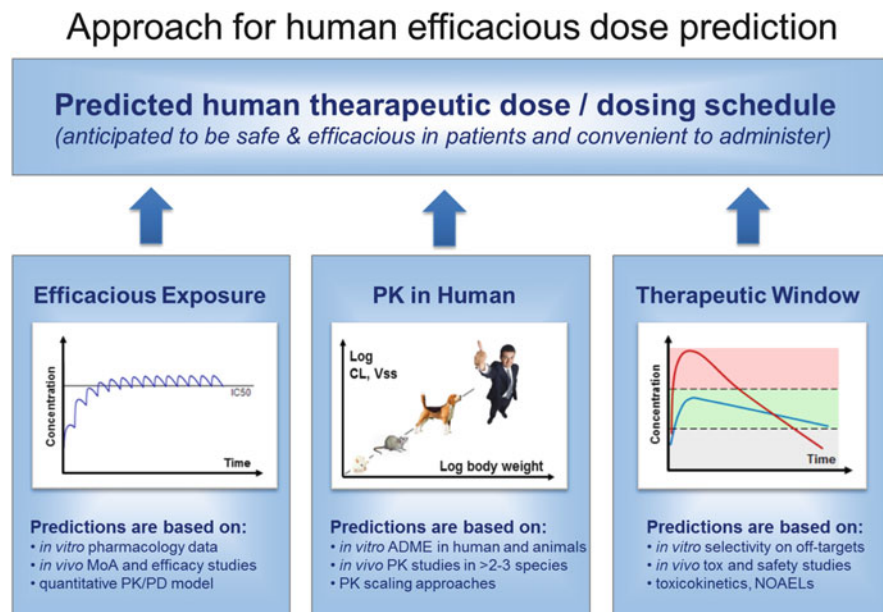 Approach for human efficacious dose prediction
Predicted human thearapeutic dose / dosing schedule
(anticipated to be safe & efficacious in patients and convenient to administer)
Efficacious Exposure
Concentration
IC50
Time
Predictions are based on:
• in vitro pharmacology data
• in vivo MoA and efficacy studies
• quantitative PK/PD model
PK in Human
Log
CL, Vss
Log body weight
Predictions are based on:
• in vitro ADME in human and animals
• in vivo PK studies in >2-3 species
• PK scaling approaches
Therapeutic Window
Concentration
Time
Predictions are based on:
• in vitro selectivity on off-targets
• in vivo tox and safety studies
• toxicokinetics, NOAELs